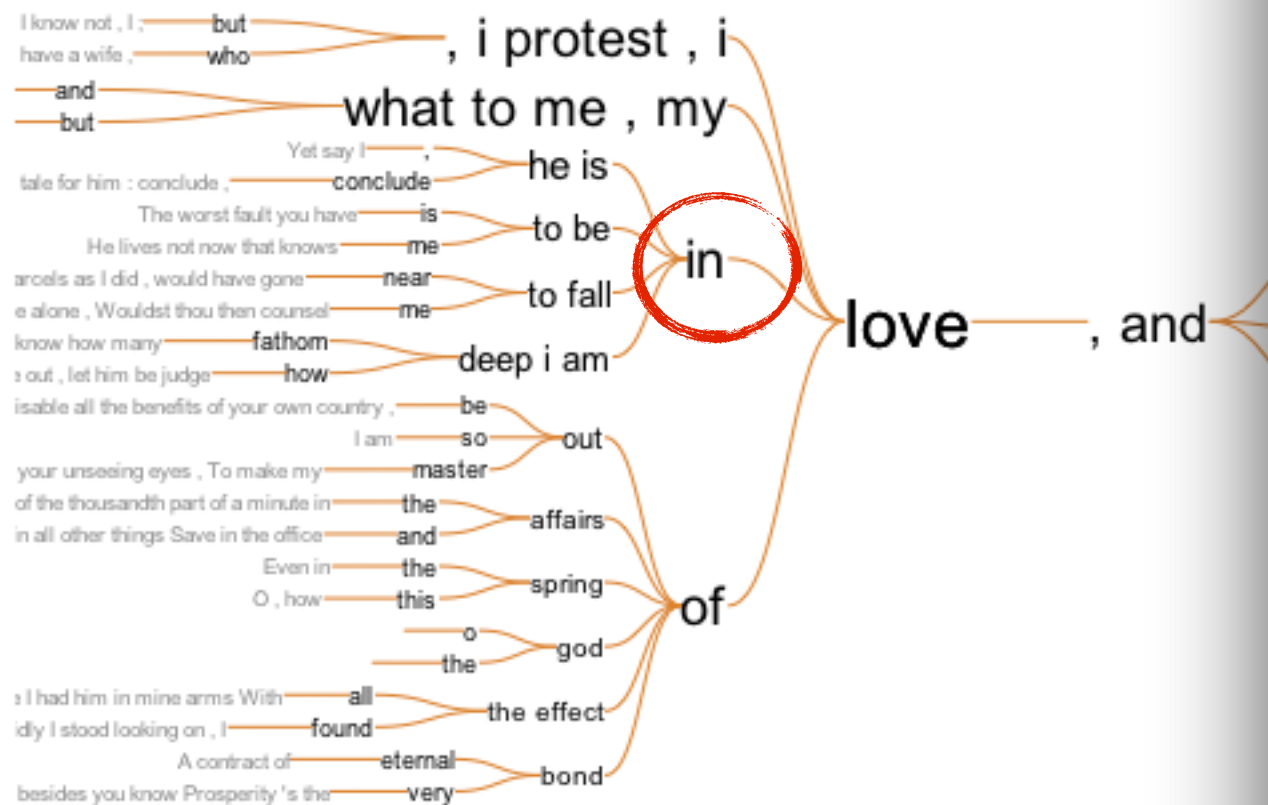 I know not , I ; but
have a wife , who
, i protest , i
and
but
what to me , my
Yet say I ,
tale for him : conclude , conclude
he is
The worst fault you have is
He lives not now that knows me
to be
in
arcels as I did , would have gone near
e alone , Wouldst thou then counsel me
to fall
know how many fathom
out , let him be judge how
deep i am
love , and
isable all the benefits of your own country , be
I am so
your unseeing eyes , To make my master
out
of the thousandth part of a minute in the
in all other things Save in the office and
affairs
Even in the
O , how this
spring
of
o
the
god
I had him in mine arms With all
idly I stood looking on , I found
the effect
A contract of eternal
besides you know Prosperity 's the very
bond